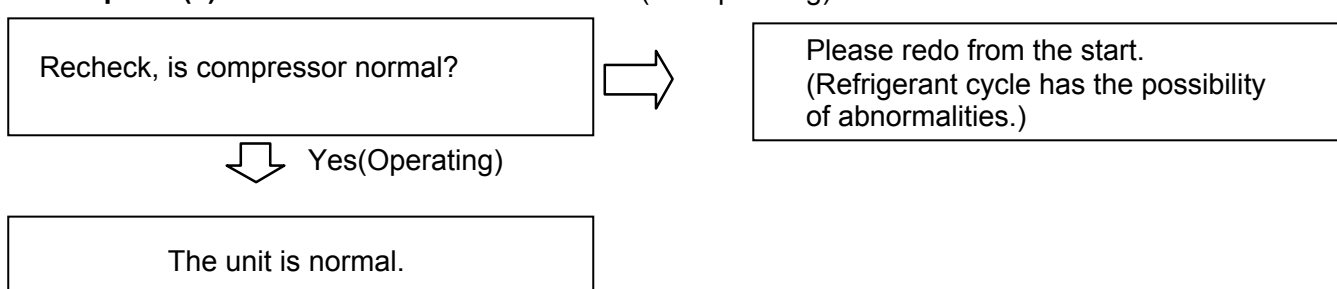 Recheck, is compressor normal?
Please redo from the start.
(Refrigerant cycle has the possibility
of abnormalities.)
Yes(Operating)
The unit is normal.